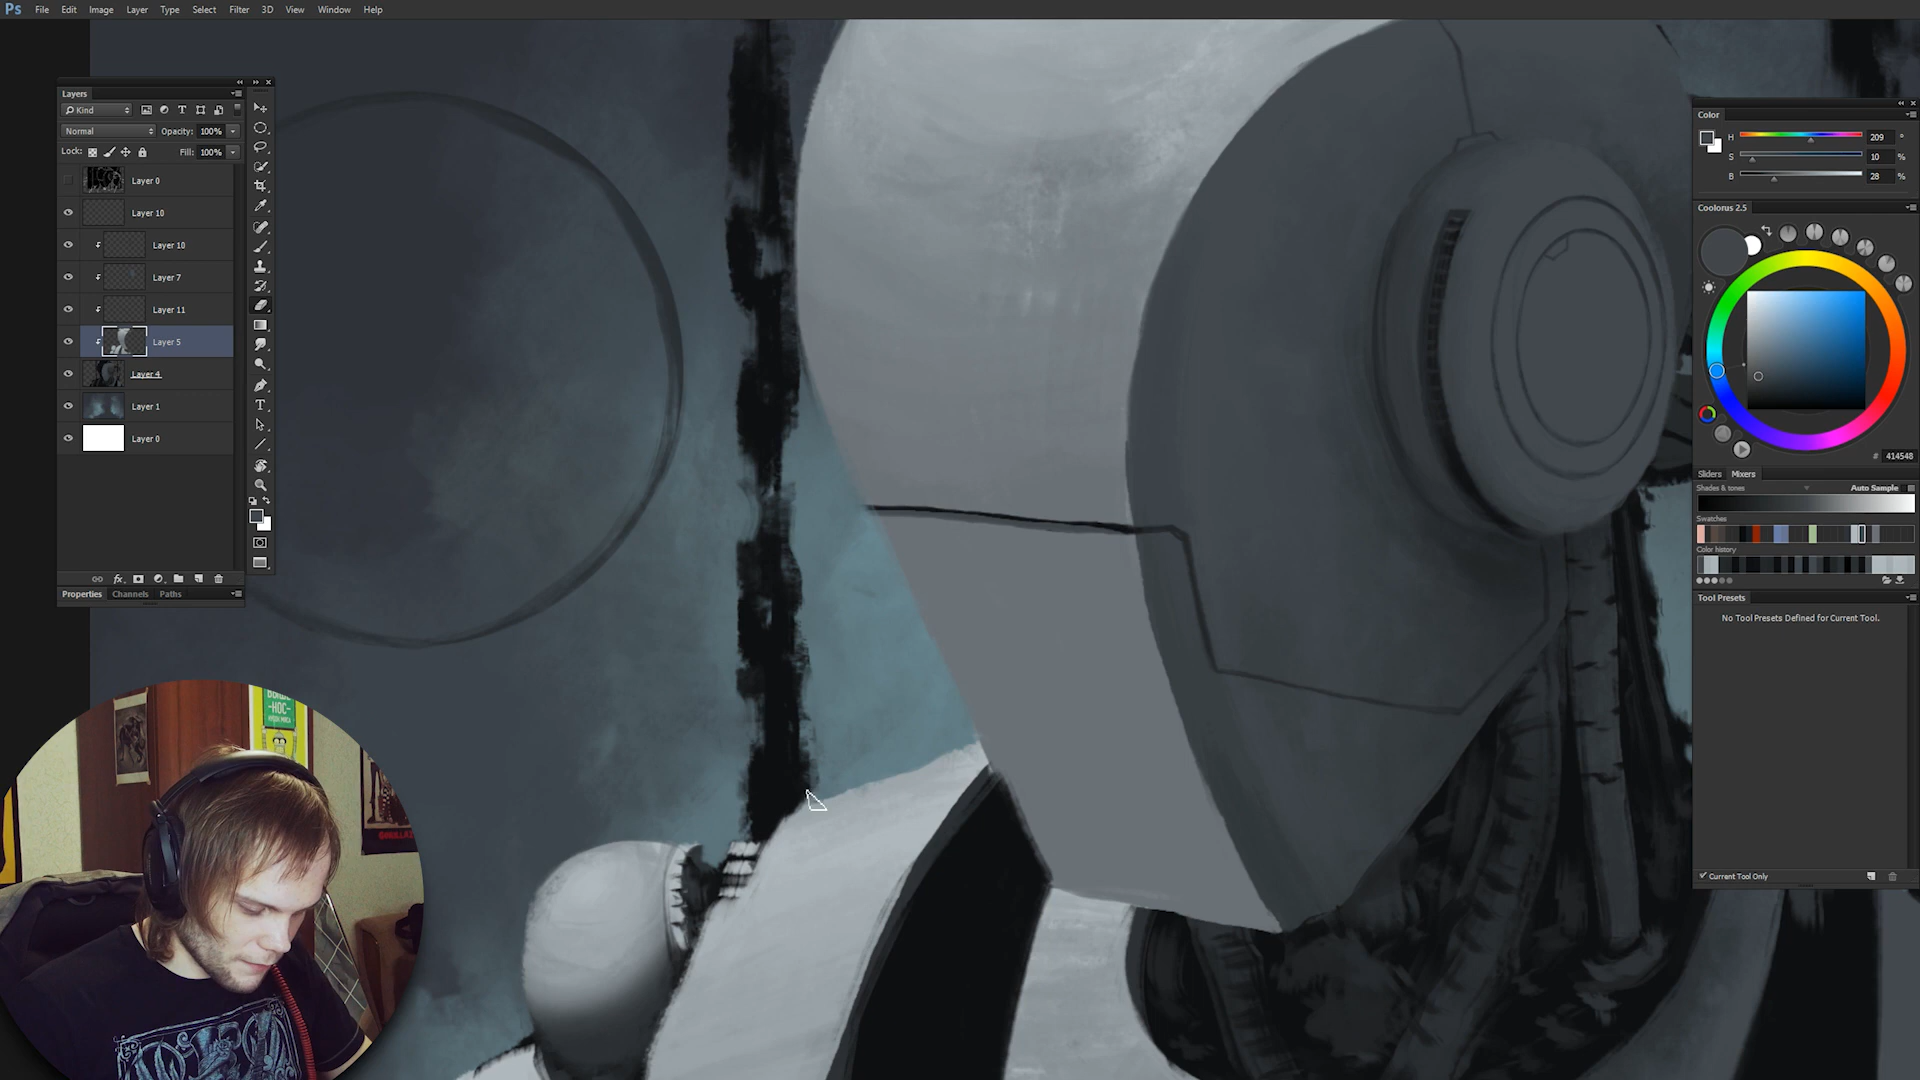 Ps File Edit Image Layer Type Select Filter 3D View Window Help
Layers
Kind
Normal Opacity: 100%
Lock: Fill: 100%
Layer 0
Layer 10
Layer 10
Layer 7
Layer 11
Layer 5
Layer 4
Layer 1
Layer 0
Properties Channels Paths
T
Color
H 209 °
S 10 %
B 28 %
Coolorus 2.5
# 414548
Sliders Mixers
Shades & tones Auto Sample
Swatches
Color history
Tool Presets
No Tool Presets Defined for Current Tool.
Current Tool Only
ВЫШЕ
-НОС-